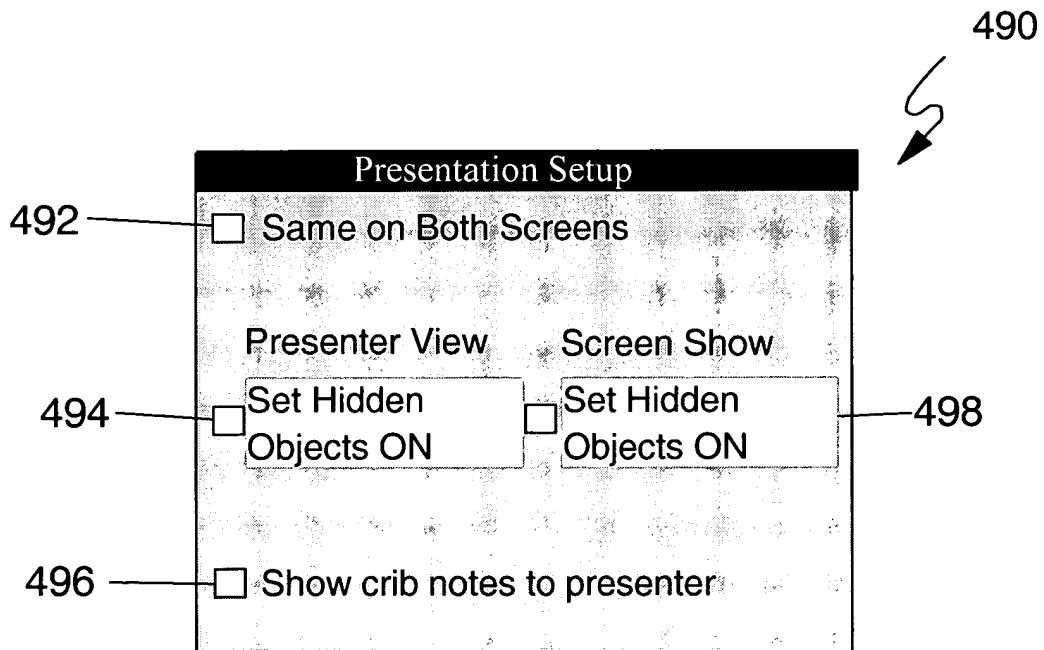 490
Presentation Setup
492
Same on Both Screens
Presenter View
Screen Show
494
Set Hidden
Objects ON
Set Hidden
Objects ON
498
496
Show crib notes to presenter